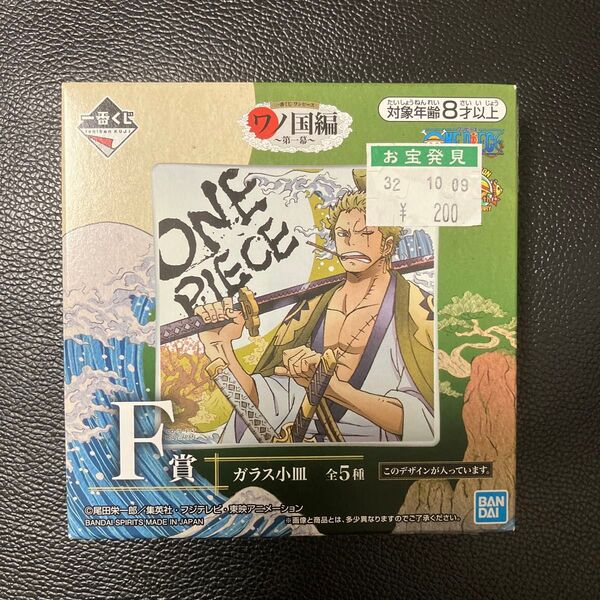 一番くじ
ichiban KUJI
一番くじ ワンピース
ワノ国編
～第一幕～
たいしょうねんれい さい いじょう
対象年齢8才以上
お宝発見
32 10 09
¥ 200
ONE PIECE
ONE
PIECE
F賞
ガラス小皿 全5種
このデザインが入っています。
©尾田栄一郎/集英社・フジテレビ・東映アニメーション
BANDAI SPIRITS MADE IN JAPAN
※画像と商品とは、多少異なりますのでご了承ください。
BAN
DAI